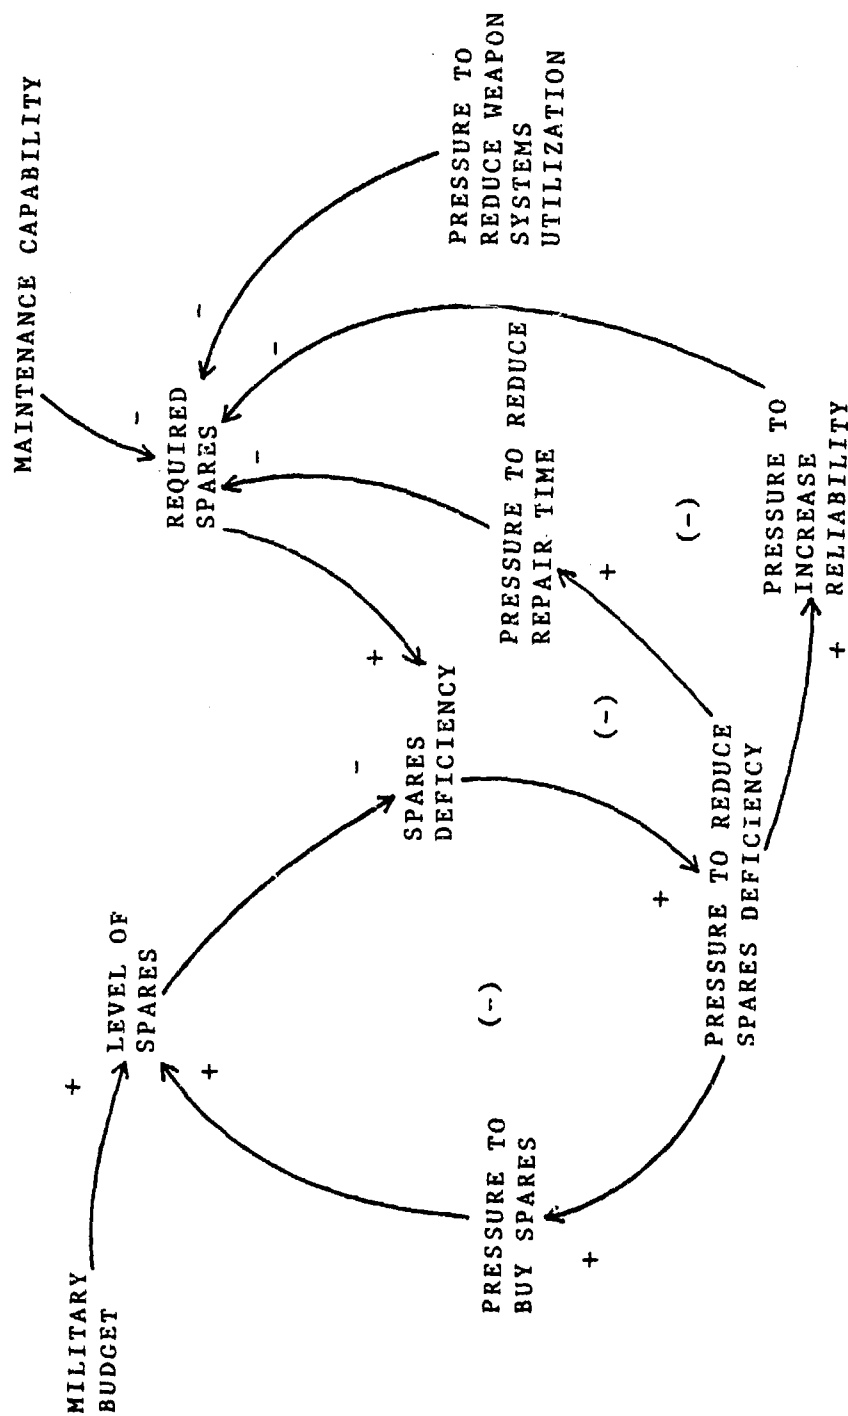 MILITARY
BUDGET
+
LEVEL OF
SPARES
+
-
MAINTENANCE CAPABILITY
-
REQUIRED
SPARES
-
-
-
+
SPARES
DEFICIENCY
PRESSURE TO
REDUCE WEAPON
SYSTEMS
UTILIZATION
PRESSURE TO
BUY SPARES
+
(-)
PRESSURE TO REDUCE
REPAIR TIME
+
(-)
(-)
+
PRESSURE TO REDUCE
SPARES DEFICIENCY
+
PRESSURE TO
INCREASE
RELIABILITY